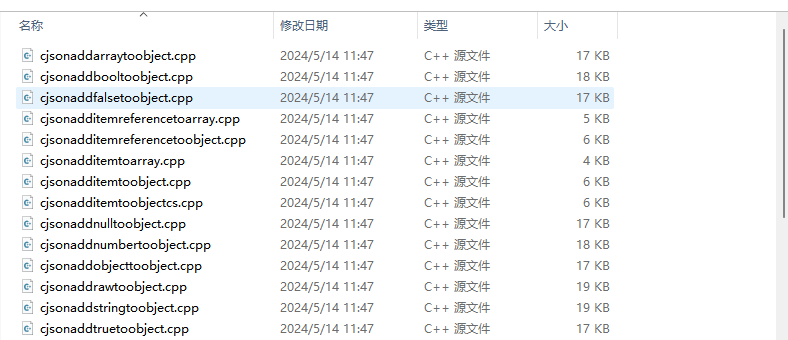 名称 修改日期 类型 大小
cjsonaddarraytoobject.cpp 2024/5/14 11:47 C++ 源文件 17 KB
cjsonaddbooltoobject.cpp 2024/5/14 11:47 C++ 源文件 18 KB
cjsonaddfalsetoobject.cpp 2024/5/14 11:47 C++ 源文件 17 KB
cjsonadditemreferencetoarray.cpp 2024/5/14 11:47 C++ 源文件 5 KB
cjsonadditemreferencetoobject.cpp 2024/5/14 11:47 C++ 源文件 6 KB
cjsonadditemtoarray.cpp 2024/5/14 11:47 C++ 源文件 4 KB
cjsonadditemtoobject.cpp 2024/5/14 11:47 C++ 源文件 6 KB
cjsonadditemtoobjectcs.cpp 2024/5/14 11:47 C++ 源文件 6 KB
cjsonaddnulltoobject.cpp 2024/5/14 11:47 C++ 源文件 17 KB
cjsonaddnumbertoobject.cpp 2024/5/14 11:47 C++ 源文件 18 KB
cjsonaddobjecttoobject.cpp 2024/5/14 11:47 C++ 源文件 17 KB
cjsonaddrawtoobject.cpp 2024/5/14 11:47 C++ 源文件 19 KB
cjsonaddstringtoobject.cpp 2024/5/14 11:47 C++ 源文件 19 KB
cjsonaddtruetoobject.cpp 2024/5/14 11:47 C++ 源文件 17 KB